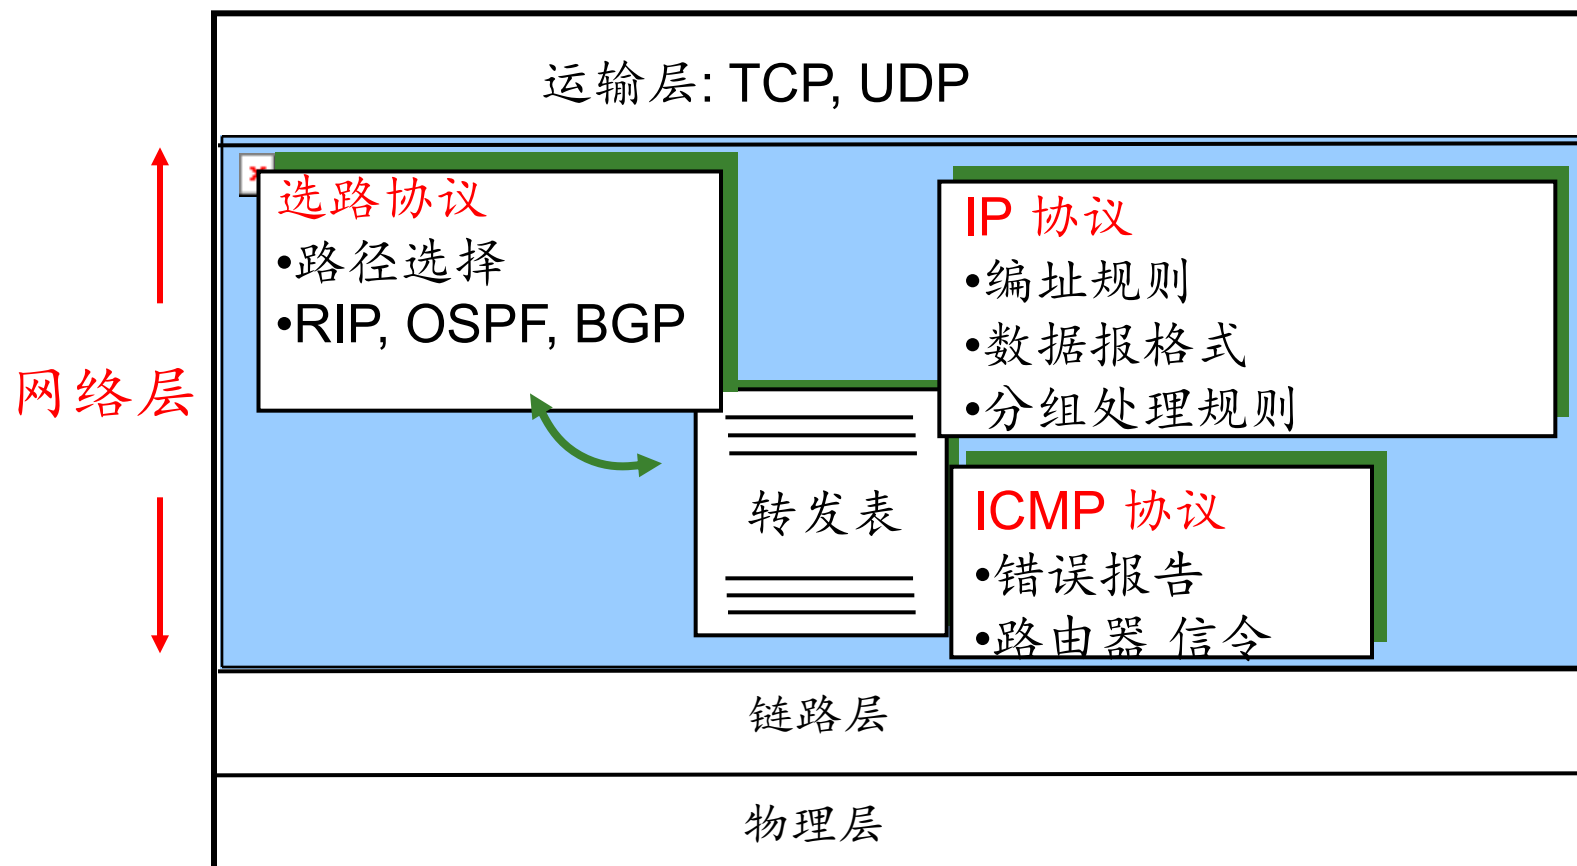 运输层: TCP, UDP
网络层
选路协议
•路径选择
•RIP, OSPF, BGP
IP 协议
•编址规则
•数据报格式
•分组处理规则
转发表
ICMP 协议
•错误报告
•路由器 信令
链路层
物理层